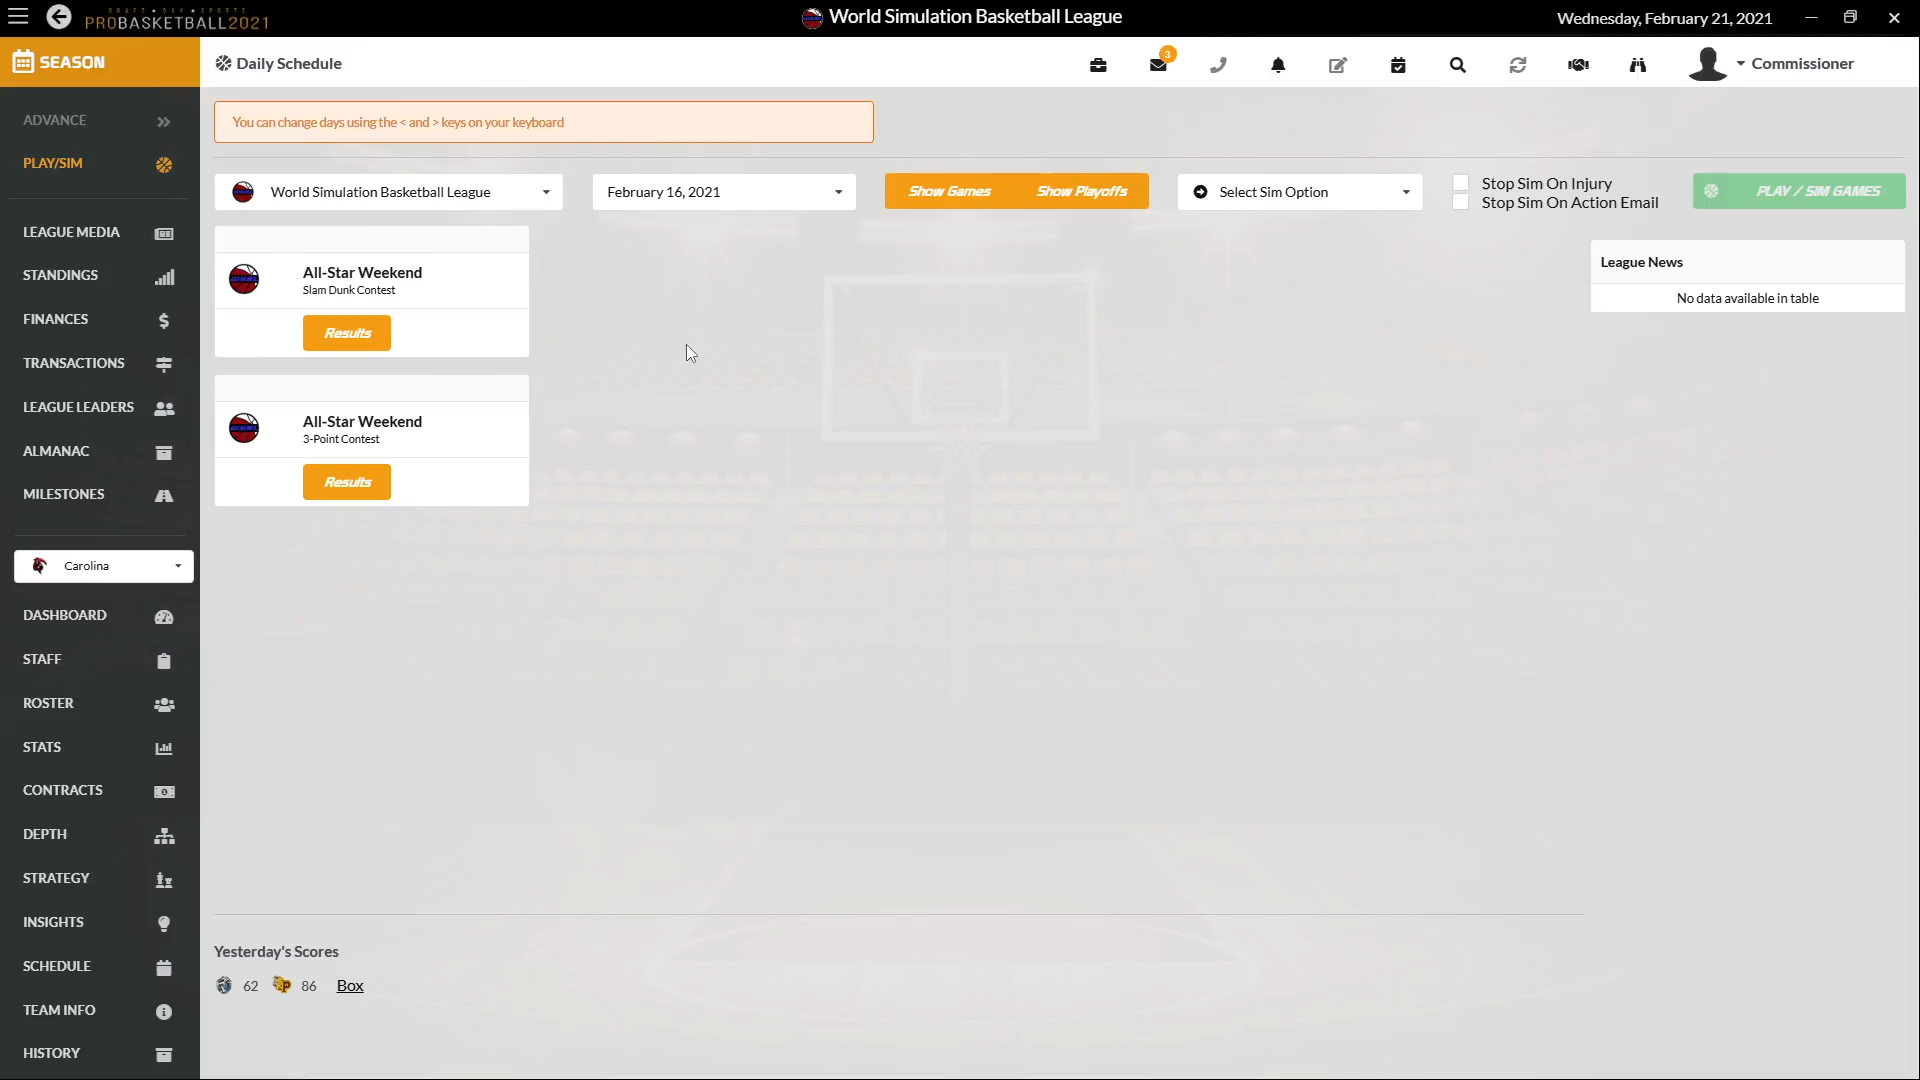 DRAFT • DAY • SPORTS
PROBASKETBALL2021
World Simulation Basketball League
Wednesday, February 21, 2021
SEASON
Daily Schedule
3
Commissioner
ADVANCE
PLAY/SIM
LEAGUE MEDIA
STANDINGS
FINANCES
TRANSACTIONS
LEAGUE LEADERS
ALMANAC
MILESTONES
Carolina
DASHBOARD
STAFF
ROSTER
STATS
CONTRACTS
DEPTH
STRATEGY
INSIGHTS
SCHEDULE
TEAM INFO
HISTORY
You can change days using the < and > keys on your keyboard
World Simulation Basketball League
February 16, 2021
Show Games
Show Playoffs
Select Sim Option
Stop Sim On Injury
Stop Sim On Action Email
PLAY / SIM GAMES
All-Star Weekend
Slam Dunk Contest
Results
All-Star Weekend
3-Point Contest
Results
League News
No data available in table
Yesterday's Scores
62 86 Box